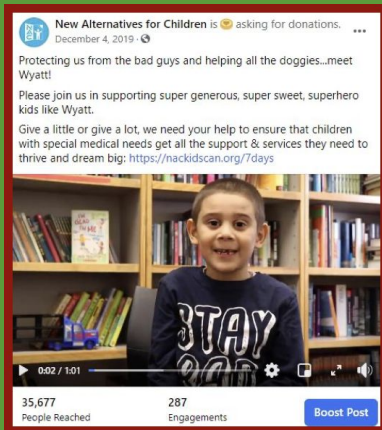 New Alternatives for Children is asking for donations.
December 4, 2019 ·
Protecting us from the bad guys and helping all the doggies...meet
Wyatt!
Please join us in supporting super generous, super sweet, superhero
kids like Wyatt.
Give a little or give a lot, we need your help to ensure that children
with special medical needs get all the support & services they need to
thrive and dream big: https://nackidscan.org/7days
STAY
0:02 / 1:01
35,677
287
People Reached
Engagements
Boost Post